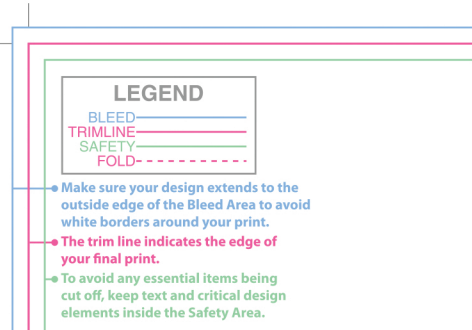 LEGEND
BLEED
TRIMLINE
SAFETY
FOLD
Make sure your design extends to the
outside edge of the Bleed Area to avoid
white borders around your print.
The trim line indicates the edge of
your final print.
To avoid any essential items being
cut off, keep text and critical design
elements inside the Safety Area.